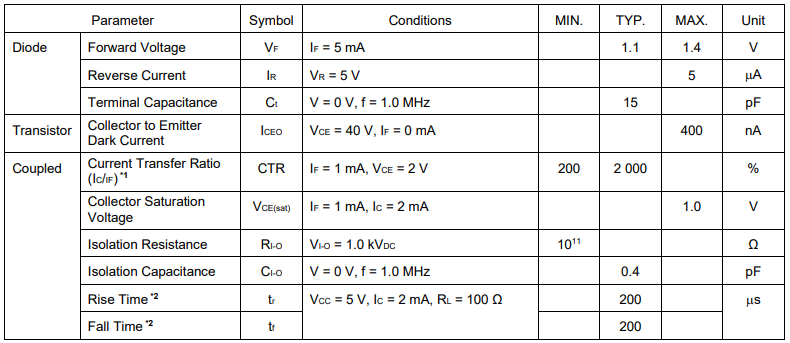 Parameter Symbol Conditions MIN. TYP. MAX. Unit
Diode Forward Voltage VF IF = 5 mA 1.1 1.4 V
Reverse Current IR VR = 5 V 5 μA
Terminal Capacitance Ct V = 0 V, f = 1.0 MHz 15 pF
Transistor Collector to Emitter
Dark Current ICEO VCE = 40 V, IF = 0 mA 400 nA
Coupled Current Transfer Ratio
(IC/IF) *1 CTR IF = 1 mA, VCE = 2 V 200 2 000 %
Collector Saturation
Voltage VCE(sat) IF = 1 mA, IC = 2 mA 1.0 V
Isolation Resistance RI-O VI-O = 1.0 kVDC 10¹¹ Ω
Isolation Capacitance CI-O V = 0 V, f = 1.0 MHz 0.4 pF
Rise Time *2 tr VCC = 5 V, IC = 2 mA, RL = 100 Ω 200 μs
Fall Time *2 tf 200